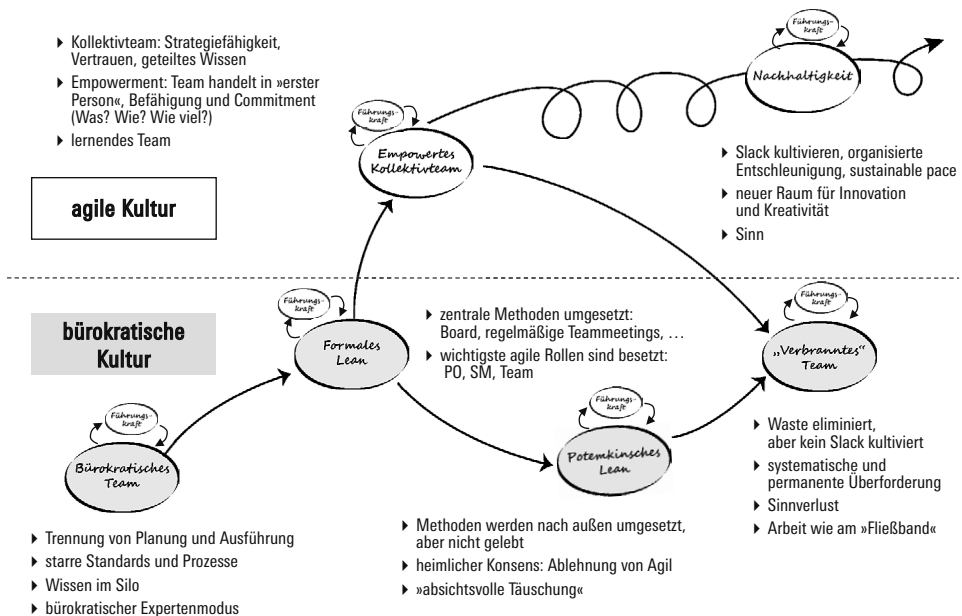 ▸ Kollektivteam: Strategiefähigkeit,
Vertrauen, geteiltes Wissen
▸ Empowerment: Team handelt in »erster
Person«, Befähigung und Commitment
(Was? Wie? Wie viel?)
▸ lernendes Team
agile Kultur
Führungs-
kraft
Empowertes
Kollektivteam
Führungs-
kraft
Nachhaltigkeit
▸ Slack kultivieren, organisierte
Entschleunigung, sustainable pace
▸ neuer Raum für Innovation
und Kreativität
▸ Sinn
bürokratische
Kultur
Führungs-
kraft
Formales
Lean
▸ zentrale Methoden umgesetzt:
Board, regelmäßige Teammeetings, …
▸ wichtigste agile Rollen sind besetzt:
PO, SM, Team
Führungs-
kraft
„Verbranntes“
Team
Führungs-
kraft
Bürokratisches
Team
Führungs-
kraft
Potemkinsches
Lean
▸ Waste eliminiert,
aber kein Slack kultiviert
▸ systematische und
permanente Überforderung
▸ Sinnverlust
▸ Arbeit wie am »Fließband«
▸ Trennung von Planung und Ausführung
▸ starre Standards und Prozesse
▸ Wissen im Silo
▸ bürokratischer Expertenmodus
▸ Methoden werden nach außen umgesetzt,
aber nicht gelebt
▸ heimlicher Konsens: Ablehnung von Agil
▸ »absichtsvolle Täuschung«